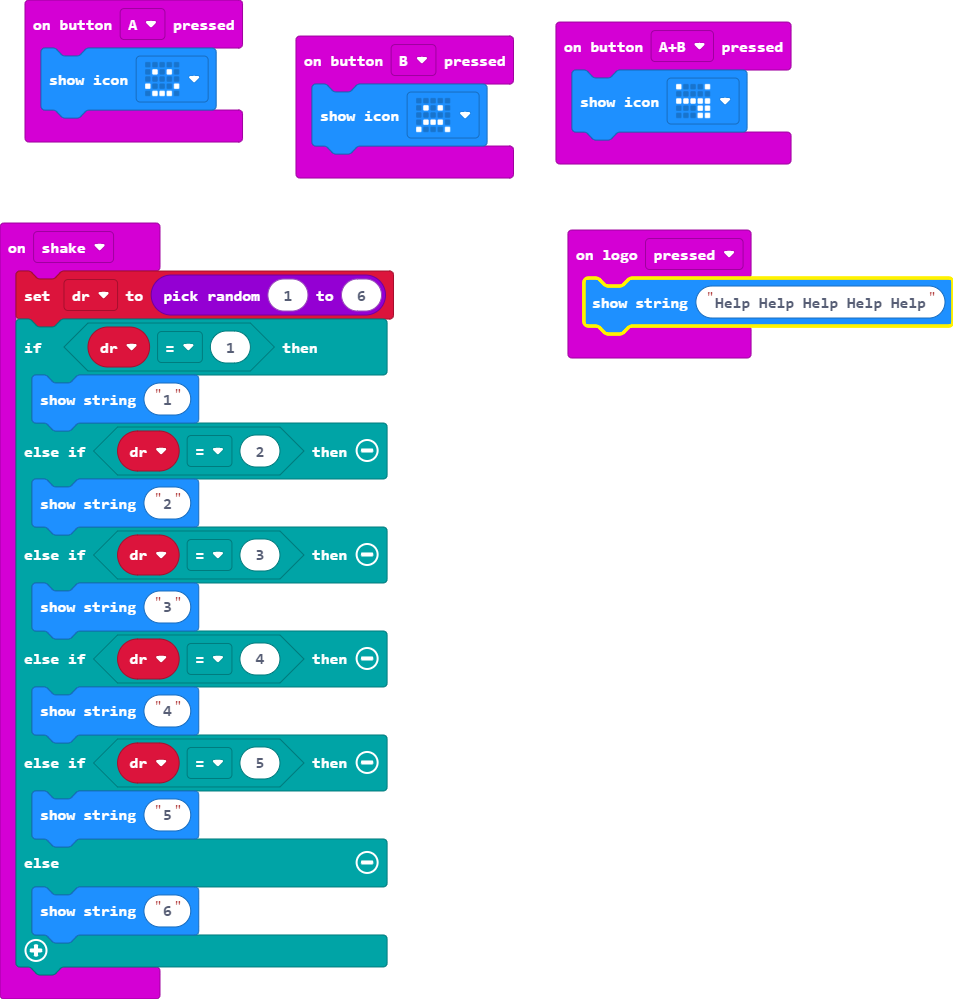 on button A pressed
show icon
on button B pressed
show icon
on button A+B pressed
show icon
on shake
set dr to pick random 1 to 6
if dr = 1 then
show string "1"
else if dr = 2 then
show string "2"
else if dr = 3 then
show string "3"
else if dr = 4 then
show string "4"
else if dr = 5 then
show string "5"
else
show string "6"
on logo pressed
show string "Help Help Help Help Help"